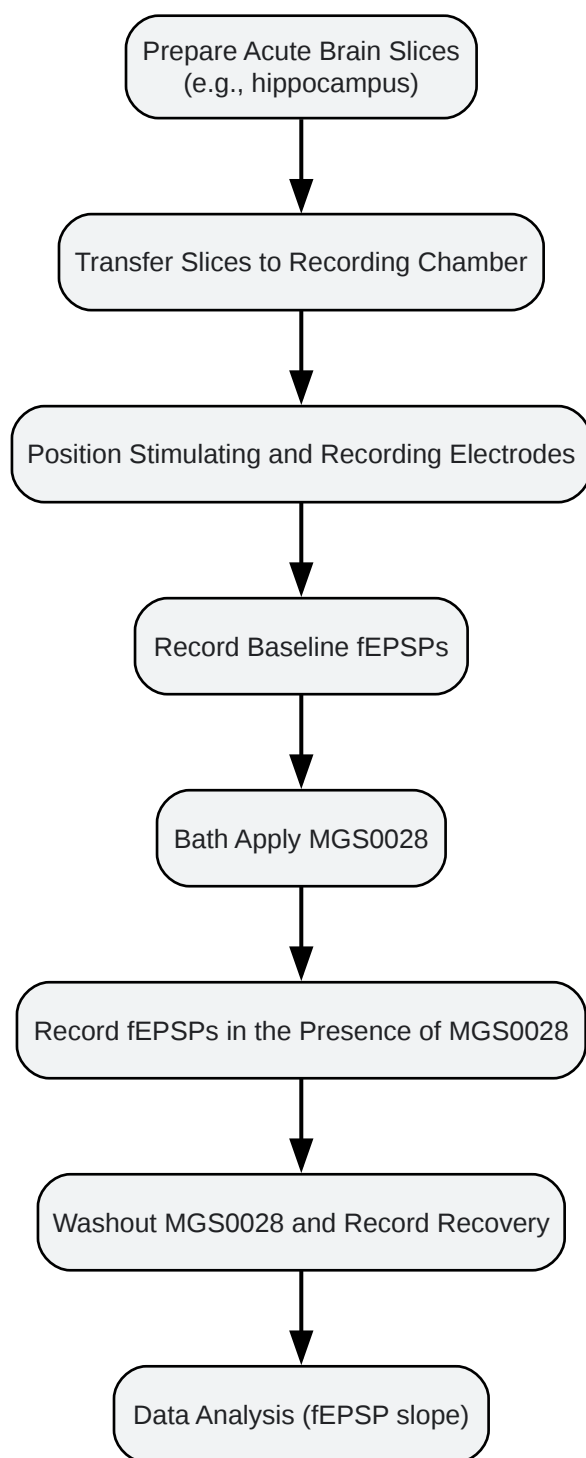 Prepare Acute Brain Slices
(e.g., hippocampus)
Transfer Slices to Recording Chamber
Position Stimulating and Recording Electrodes
Record Baseline fEPSPs
Bath Apply MGS0028
Record fEPSPs in the Presence of MGS0028
Washout MGS0028 and Record Recovery
Data Analysis (fEPSP slope)